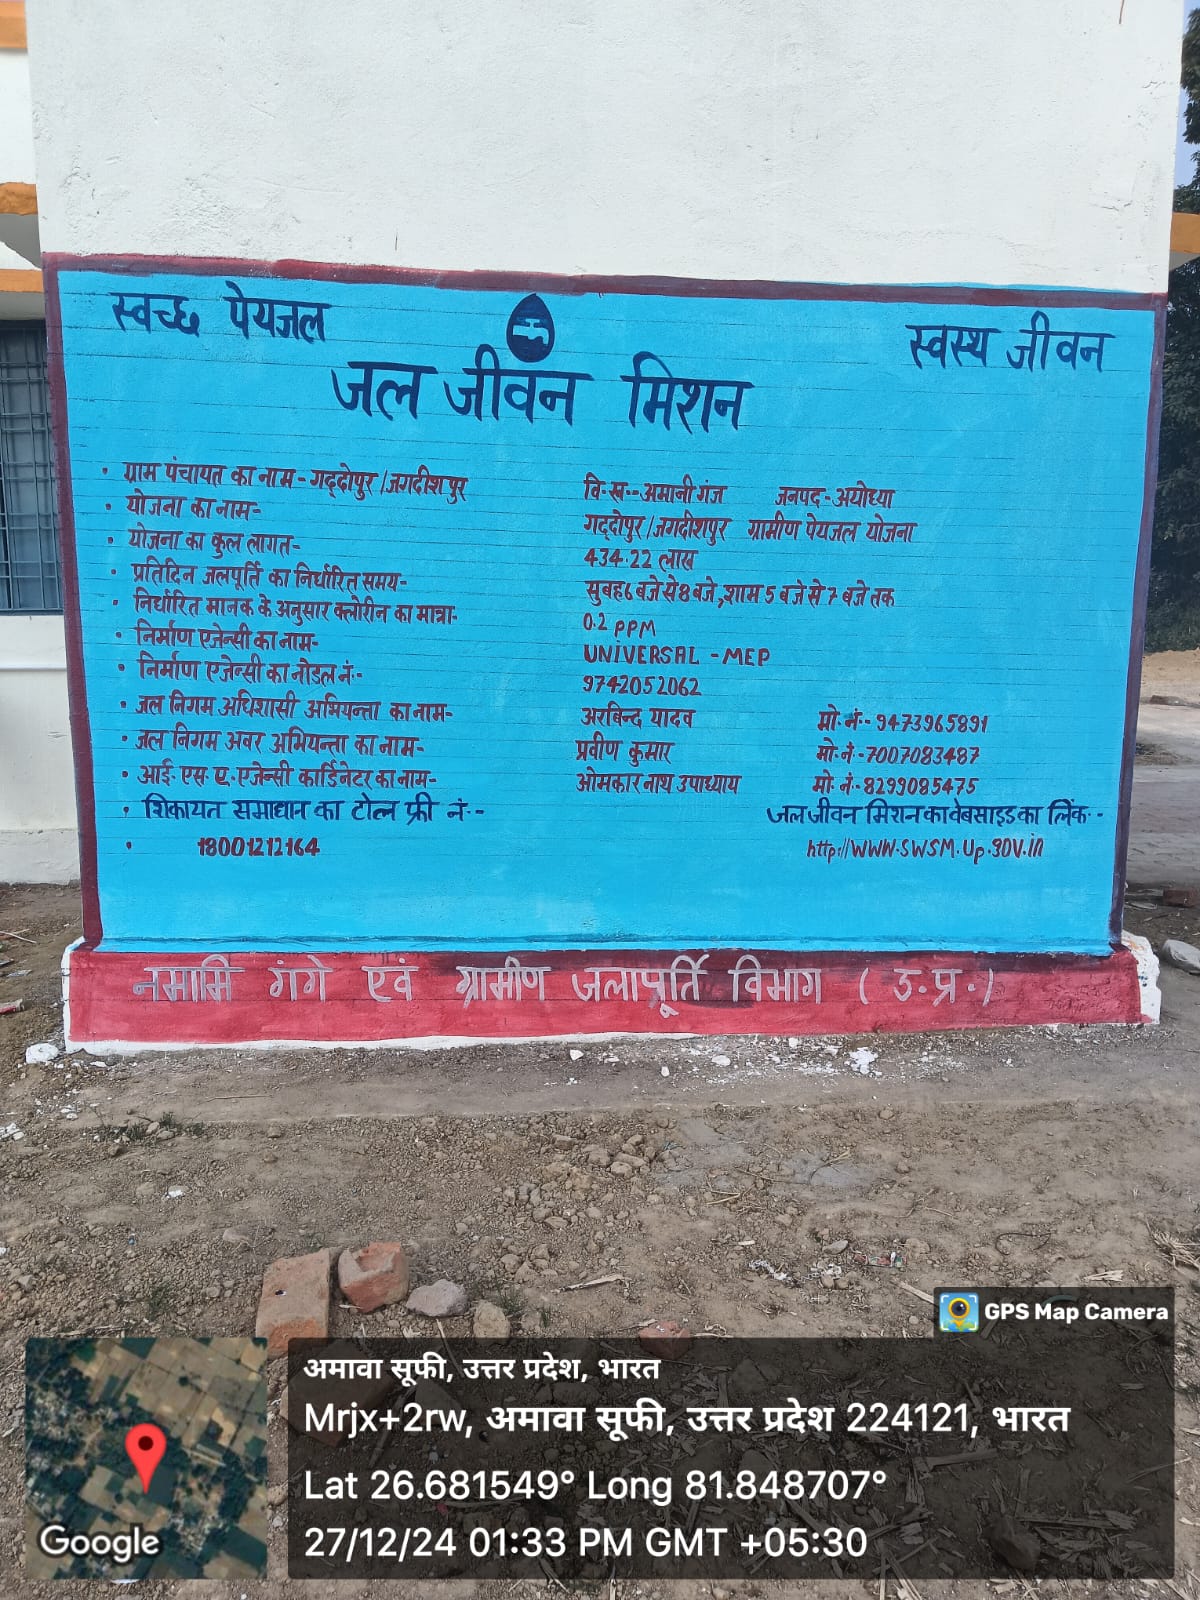 स्वच्छ पेयजल
स्वस्थ जीवन
जल जीवन मिशन
• ग्राम पंचायत का नाम- गद्दोपुर/जगदीशपुर वि.ख.-अमानीगंज जनपद-अयोध्या
• योजना का नाम- गद्दोपुर/जगदीशपुर ग्रामीण पेयजल योजना
• योजना का कुल लागत- 434.22 लाख
• प्रतिदिन जलपूर्ति का निर्धारित समय- सुबह 6 बजे से 8 बजे, शाम 5 बजे से 7 बजे तक
• निर्धारित मानक के अनुसार क्लोरीन का मात्रा- 0.2 PPM
• निर्माण एजेन्सी का नाम- UNIVERSAL -MEP
• निर्माण एजेन्सी का नोडल नं.- 9742052062
• जल निगम अधिशासी अभियन्ता का नाम- अरबिन्द यादव मो.नं.- 9473965891
• जल निगम अवर अभियन्ता का नाम- प्रवीण कुमार मो.नं.-7007083487
• आई.एस.ए.एजेन्सी कार्डिनेटर का नाम- ओमकार नाथ उपाध्याय मो.नं.-8299085475
• शिकायत समाधान का टोल फ्री नं.- जल जीवन मिशन का वेबसाइड का लिंक.-
• 18001212164 http://www.swsm.up.gov.in
नमामि गंगे एवं ग्रामीण जलापूर्ति विभाग (उ.प्र.)
GPS Map Camera
अमावा सूफी, उत्तर प्रदेश, भारत
Mrjx+2rw, अमावा सूफी, उत्तर प्रदेश 224121, भारत
Lat 26.681549° Long 81.848707°
27/12/24 01:33 PM GMT +05:30
Google